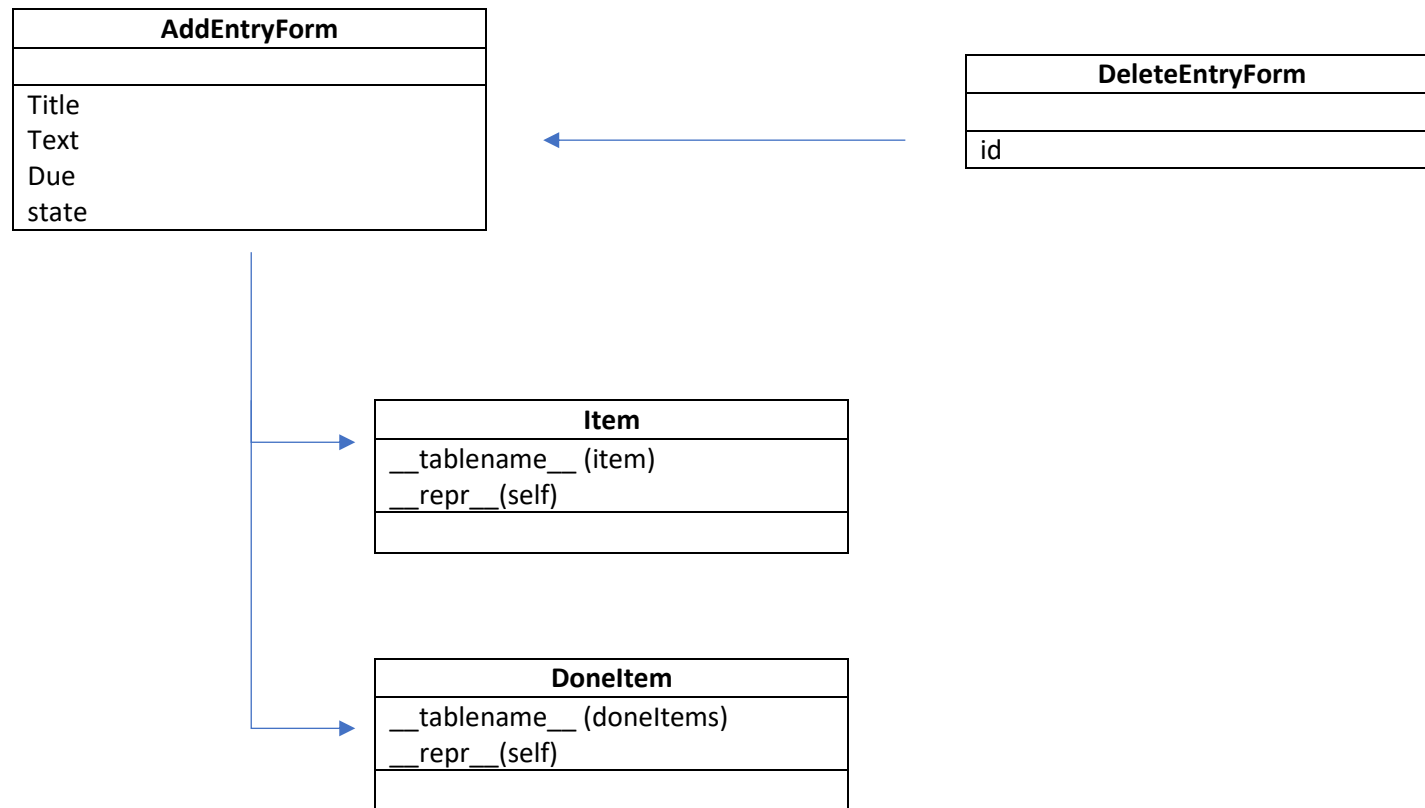 AddEntryForm
Title
Text
Due
state
DeleteEntryForm
id
Item
__tablename__ (item)
__repr__(self)
DoneItem
__tablename__ (doneItems)
__repr__(self)